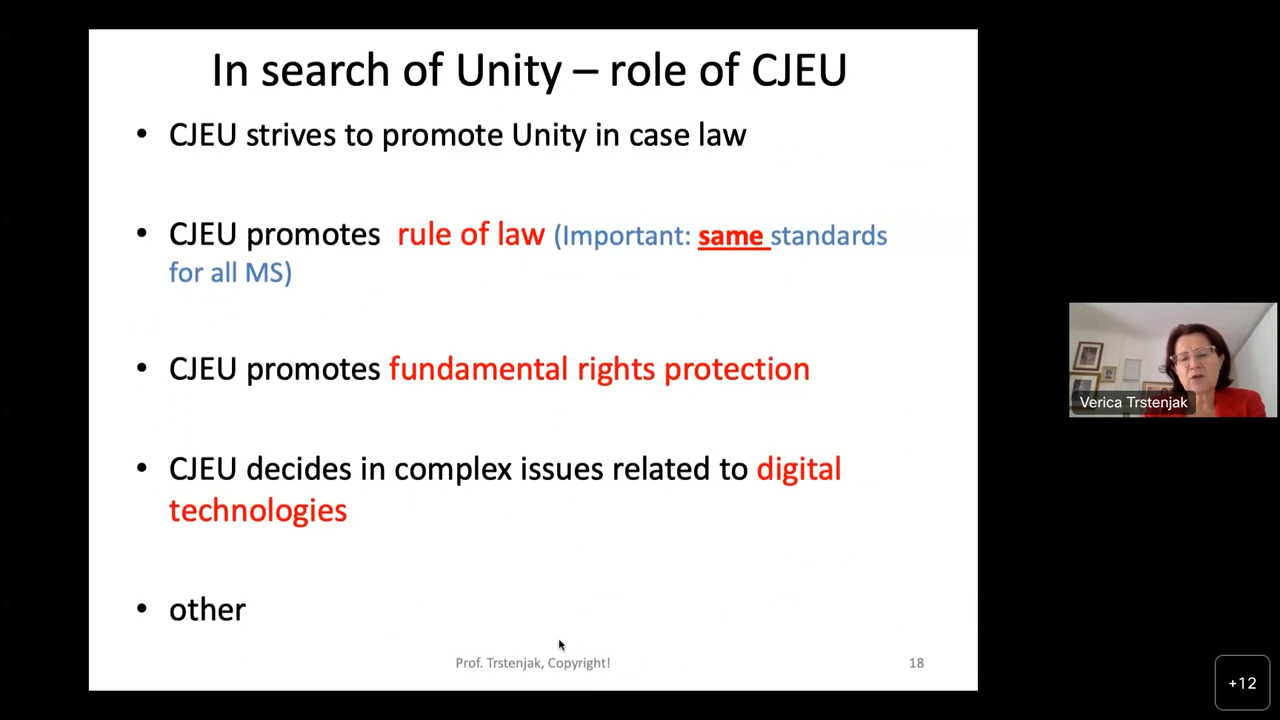 In search of Unity – role of CJEU
• CJEU strives to promote Unity in case law
• CJEU promotes rule of law (Important: same standards
for all MS)
• CJEU promotes fundamental rights protection
• CJEU decides in complex issues related to digital
technologies
• other
Prof. Trstenjak, Copyright!
18
Verica Trstenjak
+12